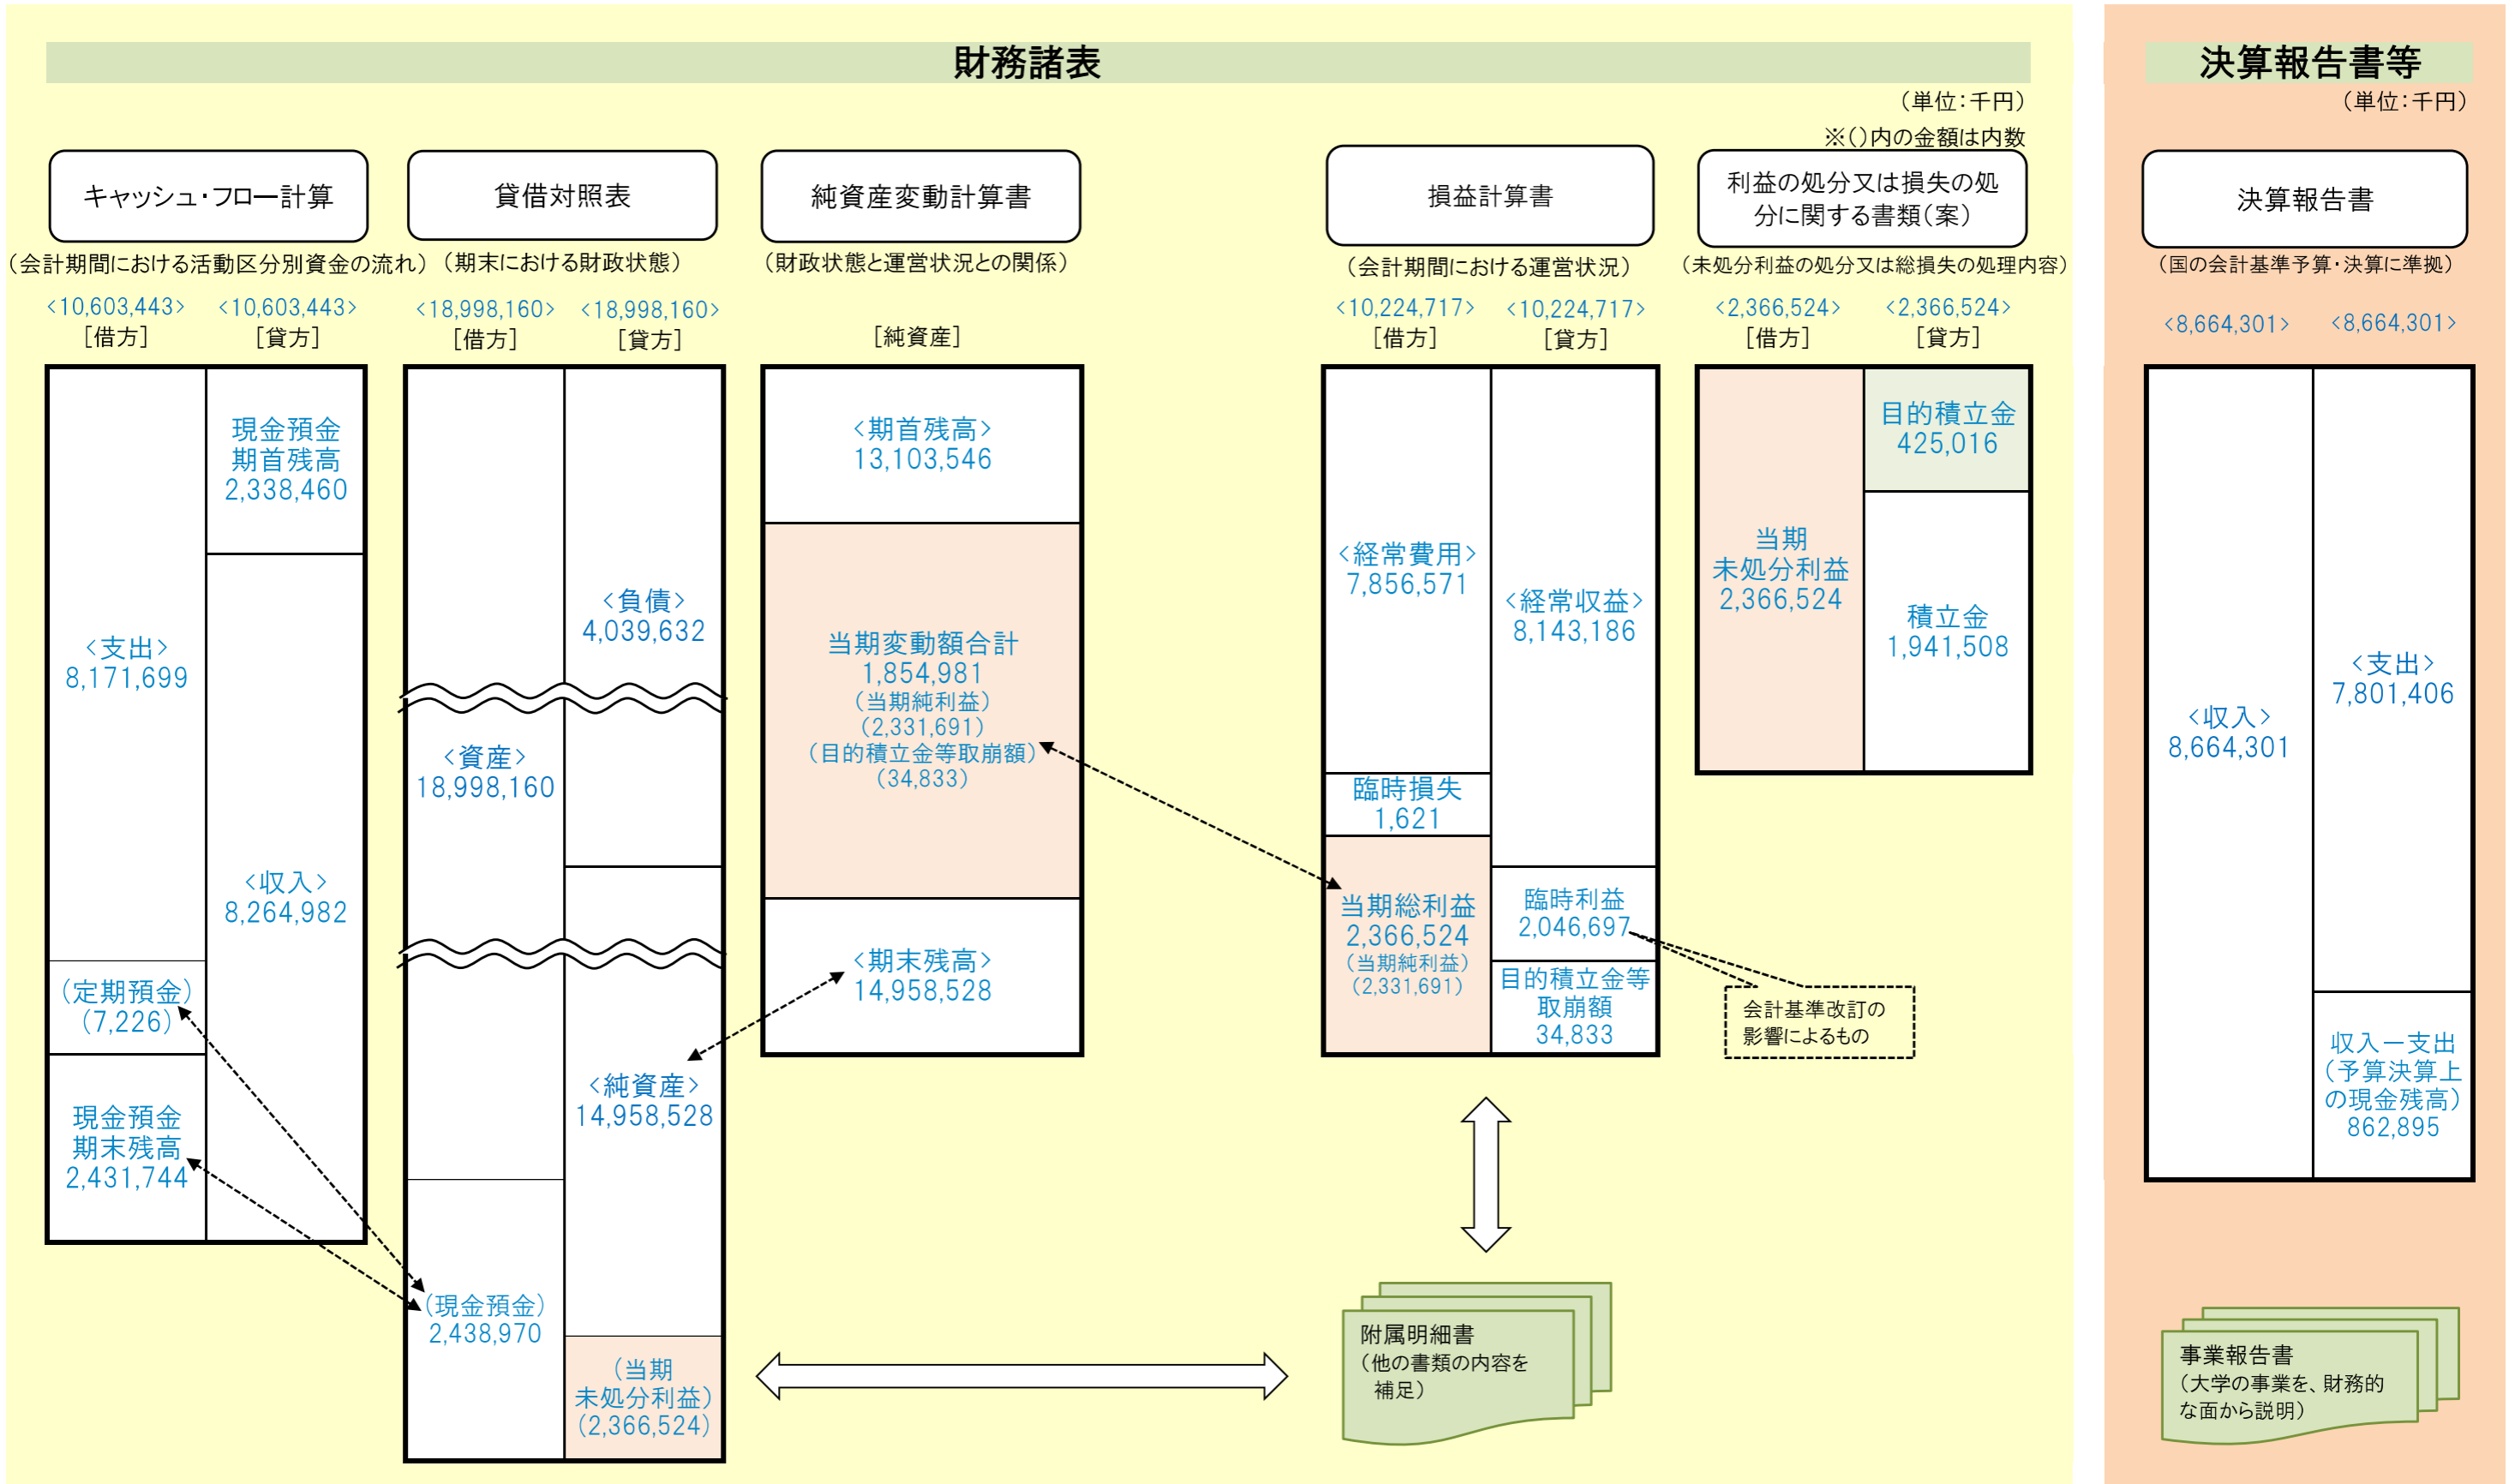 財務諸表
(単位:千円)
※()内の金額は内数
キャッシュ・フロー計算
(会計期間における活動区分別資金の流れ)
<10,603,443> <10,603,443>
[借方] [貸方]
<支出>
8,171,699
(定期預金)
(7,226)
現金預金
期末残高
2,431,744
現金預金
期首残高
2,338,460
<収入>
8,264,982
貸借対照表
(期末における財政状態)
<18,998,160> <18,998,160>
[借方] [貸方]
<資産>
18,998,160
(現金預金)
2,438,970
<負債>
4,039,632
<純資産>
14,958,528
(当期
未処分利益)
(2,366,524)
純資産変動計算書
(財政状態と運営状況との関係)
[純資産]
<期首残高>
13,103,546
当期変動額合計
1,854,981
(当期純利益)
(2,331,691)
(目的積立金等取崩額)
(34,833)
<期末残高>
14,958,528
損益計算書
(会計期間における運営状況)
<10,224,717> <10,224,717>
[借方] [貸方]
<経常費用>
7,856,571
臨時損失
1,621
当期総利益
2,366,524
(当期純利益)
(2,331,691)
<経常収益>
8,143,186
臨時利益
2,046,697
目的積立金等
取崩額
34,833
会計基準改訂の
影響によるもの
利益の処分又は損失の処
分に関する書類(案)
(未処分利益の処分又は総損失の処理内容)
<2,366,524> <2,366,524>
[借方] [貸方]
当期
未処分利益
2,366,524
目的積立金
425,016
積立金
1,941,508
附属明細書
(他の書類の内容を
補足)
決算報告書等
(単位:千円)
決算報告書
(国の会計基準予算・決算に準拠)
<8,664,301> <8,664,301>
<収入>
8,664,301
<支出>
7,801,406
収入ー支出
(予算決算上
の現金残高)
862,895
事業報告書
(大学の事業を、財務的
な面から説明)